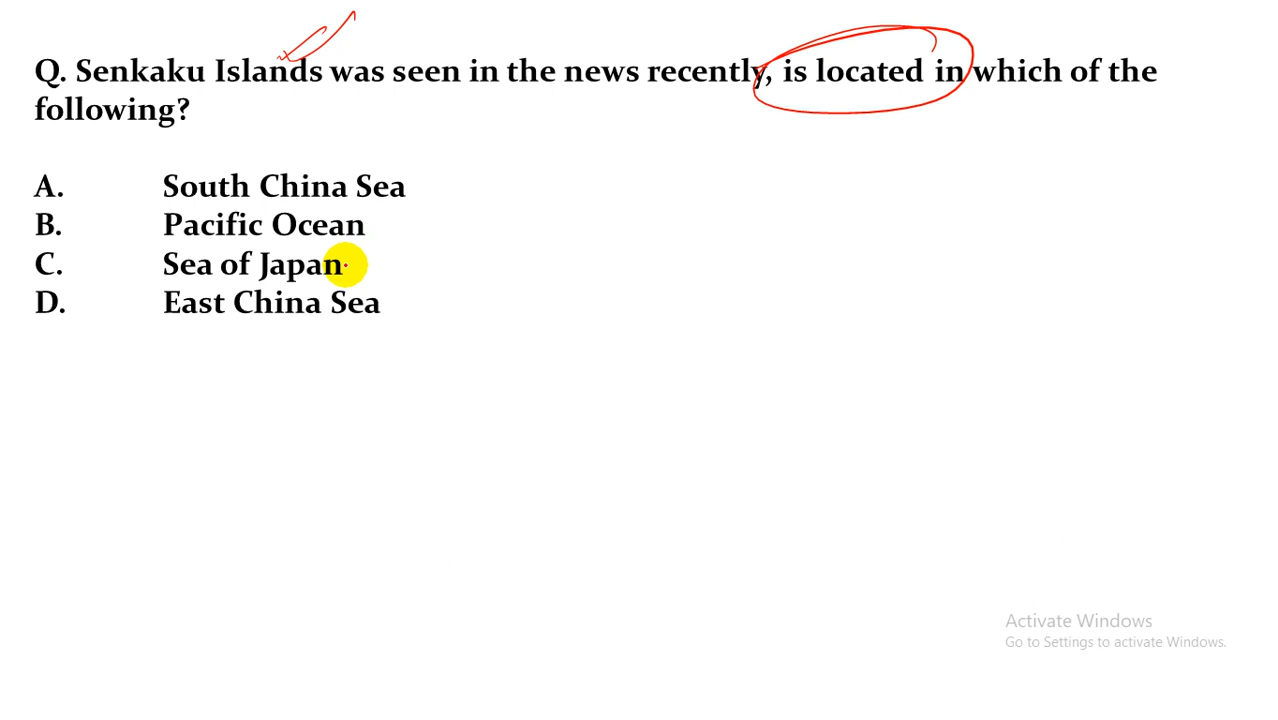 Q. Senkaku Islands was seen in the news recently, is located in which of the
following?
A. South China Sea
B. Pacific Ocean
C. Sea of Japan
D. East China Sea
Activate Windows
Go to Settings to activate Windows.